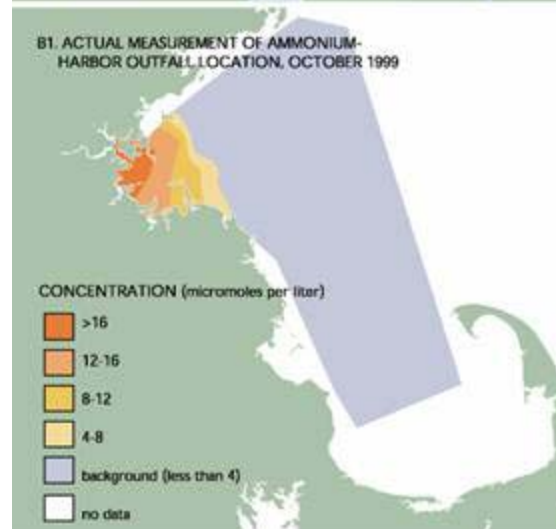 B1. ACTUAL MEASUREMENT OF AMMONIUM-
HARBOR OUTFALL LOCATION, OCTOBER 1999
CONCENTRATION (micromoles per liter)
>16
12-16
8-12
4-8
background (less than 4)
no data